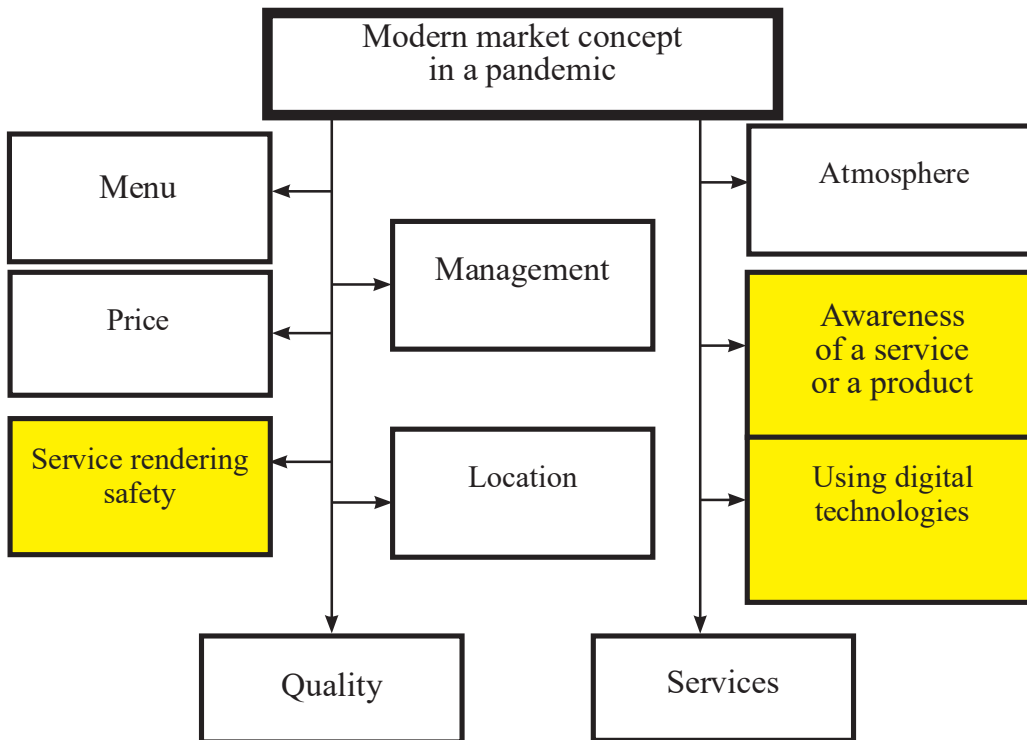 Modern market concept
in a pandemic
Menu
Atmosphere
Management
Price
Awareness
of a service
or a product
Service rendering
safety
Location
Using digital
technologies
Quality
Services